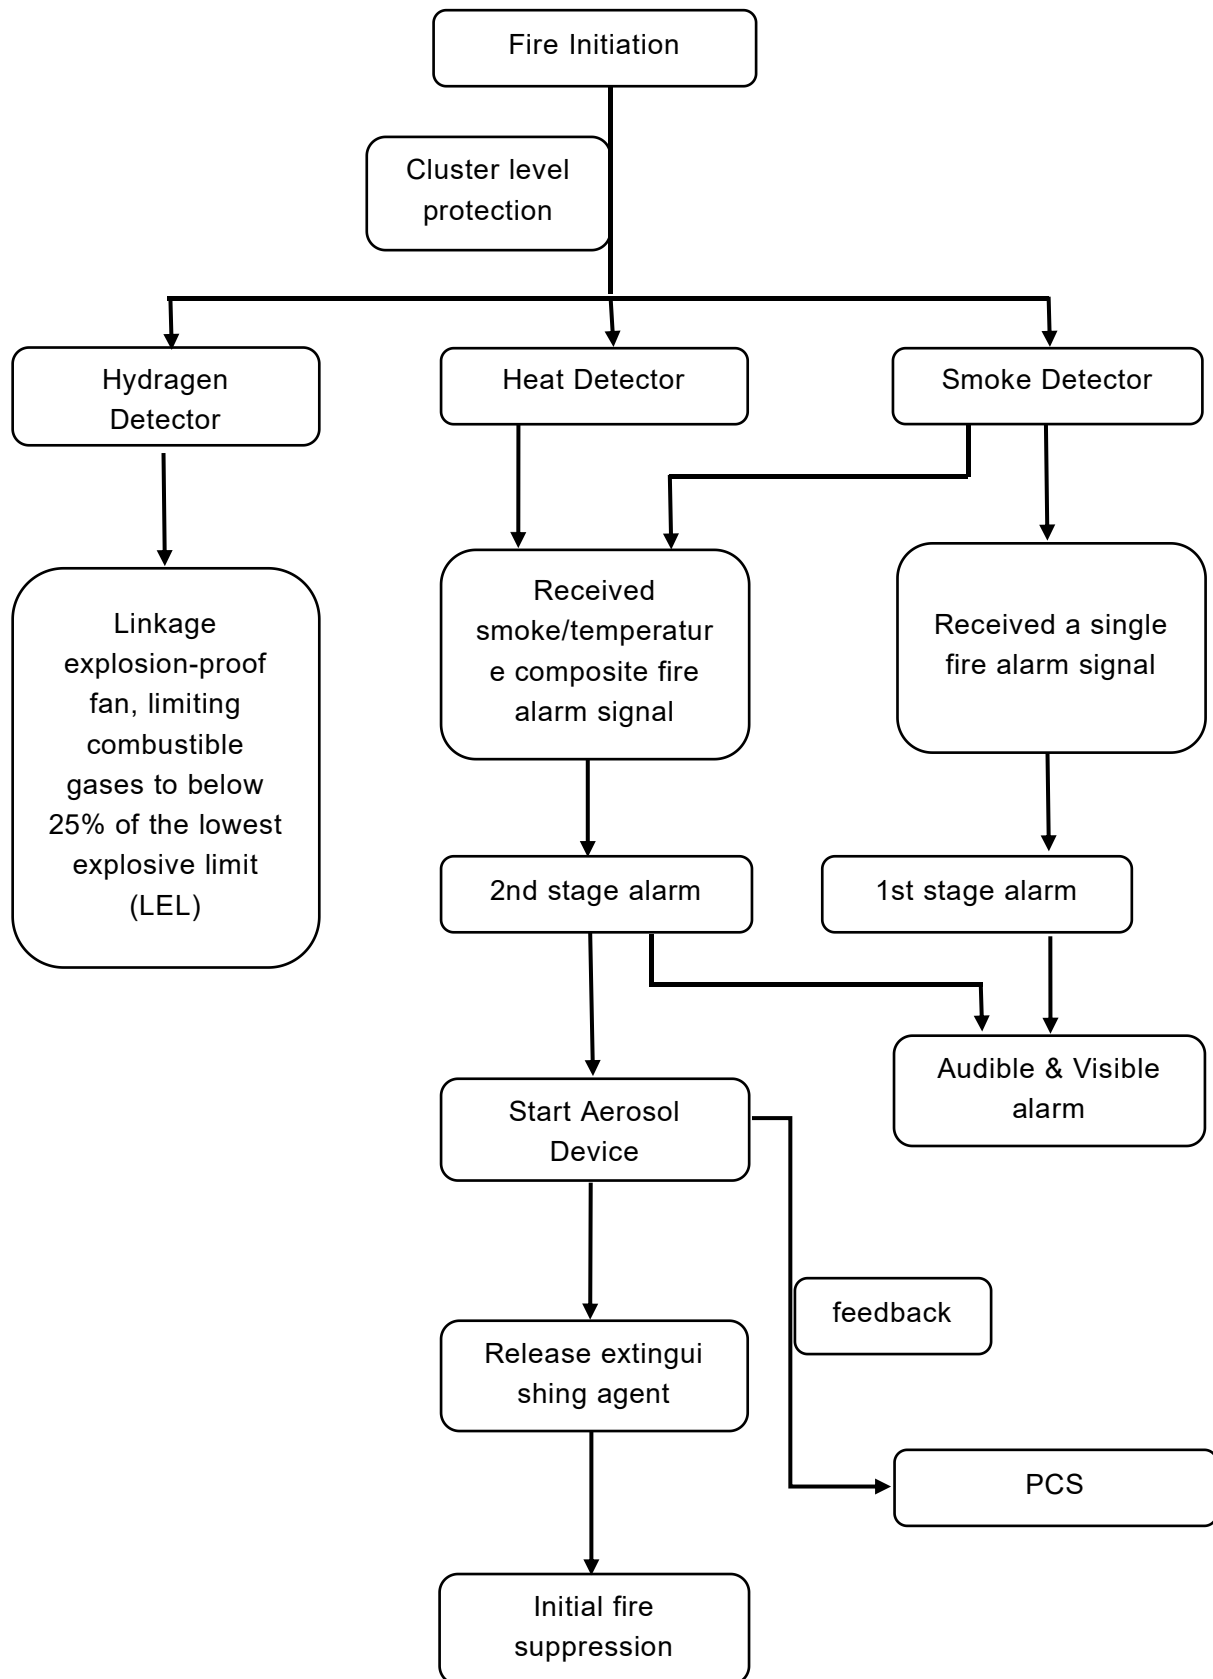 Fire Initiation
Cluster level
protection
Hydragen
Detector
Heat Detector
Smoke Detector
Linkage
explosion-proof
fan, limiting
combustible
gases to below
25% of the lowest
explosive limit
(LEL)
Received
smoke/temperatur
e composite fire
alarm signal
Received a single
fire alarm signal
2nd stage alarm
1st stage alarm
Audible & Visible
alarm
Start Aerosol
Device
feedback
Release extingui
shing agent
PCS
Initial fire
suppression